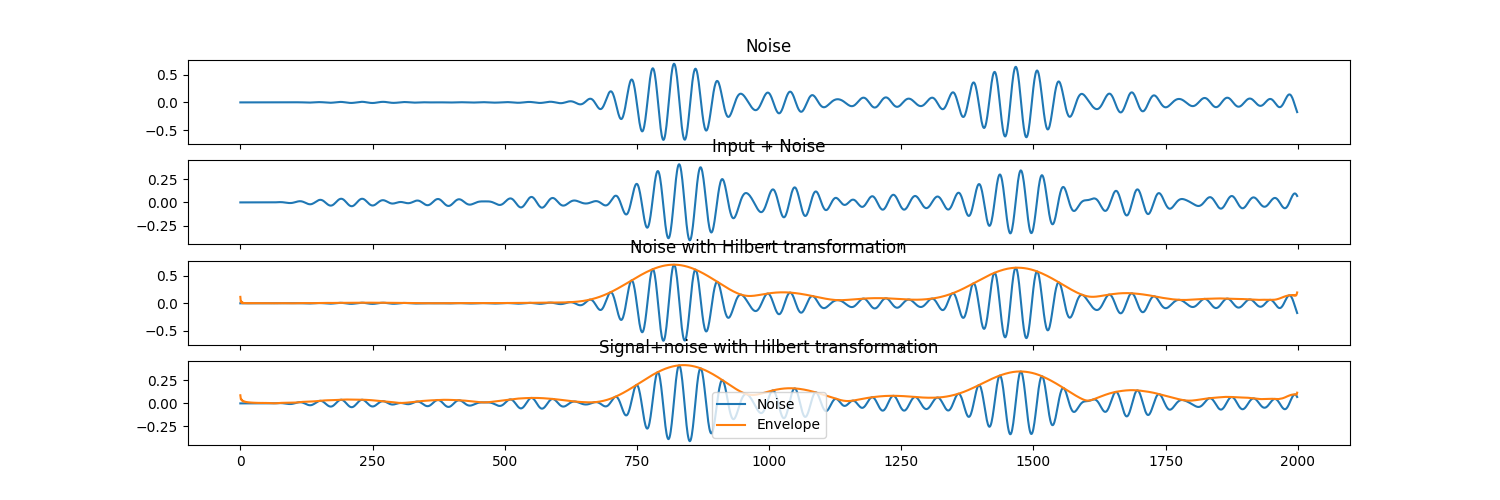 Noise
0.5
0.0
−0.5
Input + Noise
0.25
0.00
−0.25
Noise with Hilbert transformation
0.5
0.0
−0.5
Signal+noise with Hilbert transformation
0.25
0.00
−0.25
Noise
Envelope
0 250 500 750 1000 1250 1500 1750 2000